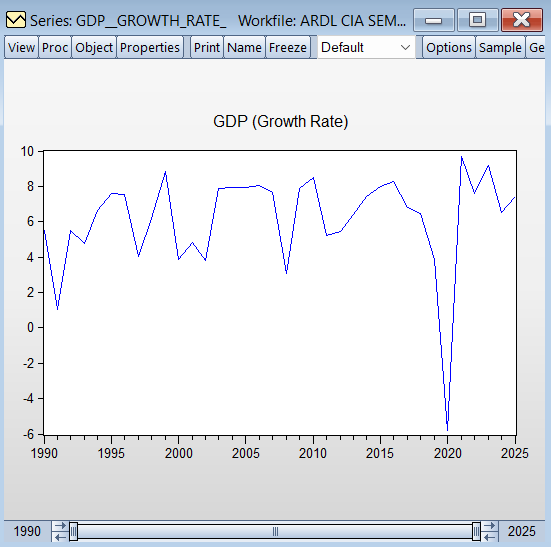 Series: GDP__GROWTH_RATE_ Workfile: ARDL CIA SEM...
View Proc Object Properties Print Name Freeze Default Options Sample Ge
GDP (Growth Rate)
10
8
6
4
2
0
-2
-4
-6
1990 1995 2000 2005 2010 2015 2020 2025
1990 2025